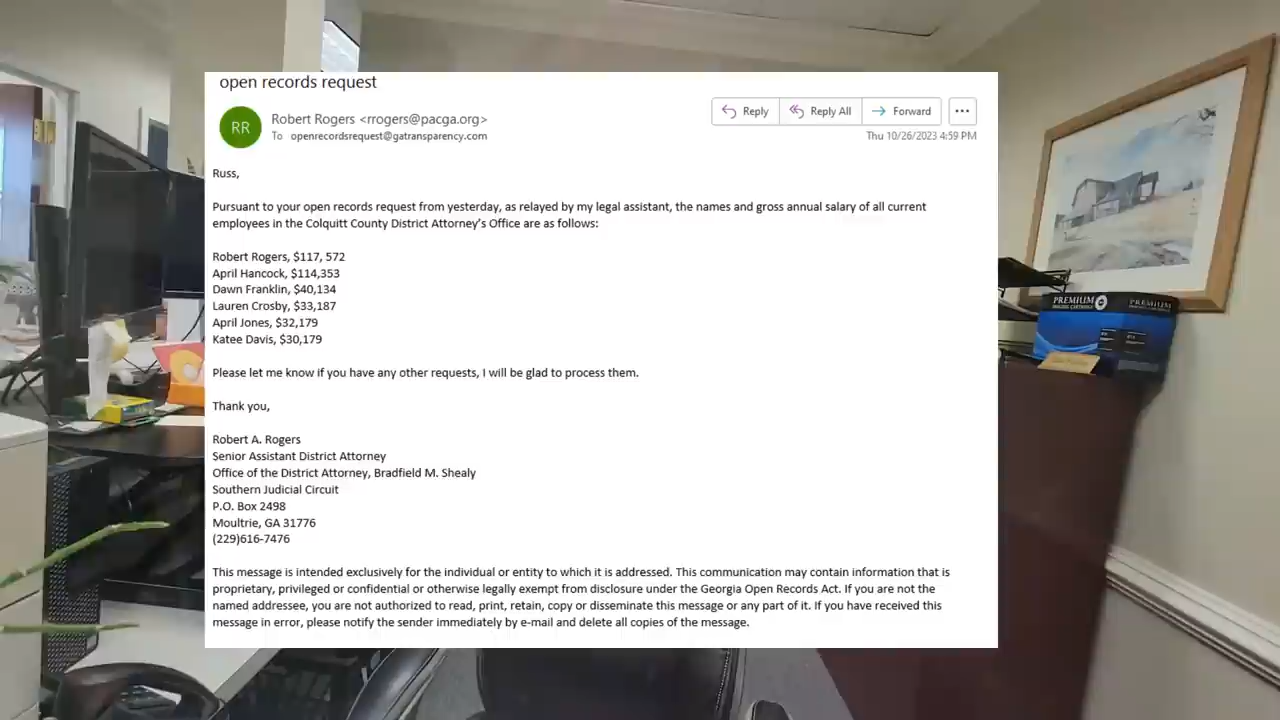 open records request
RR
Robert Rogers <rrogers@pacga.org>
To openrecordsrequest@gatransparency.com
Reply
Reply All
Forward
Thu 10/26/2023 4:59 PM
Russ,
Pursuant to your open records request from yesterday, as relayed by my legal assistant, the names and gross annual salary of all current
employees in the Colquitt County District Attorney's Office are as follows:
Robert Rogers, $117, 572
April Hancock, $114,353
Dawn Franklin, $40,134
Lauren Crosby, $33,187
April Jones, $32,179
Katee Davis, $30,179
Please let me know if you have any other requests, I will be glad to process them.
Thank you,
Robert A. Rogers
Senior Assistant District Attorney
Office of the District Attorney, Bradfield M. Shealy
Southern Judicial Circuit
P.O. Box 2498
Moultrie, GA 31776
(229)616-7476
This message is intended exclusively for the individual or entity to which it is addressed. This communication may contain information that is
proprietary, privileged or confidential or otherwise legally exempt from disclosure under the Georgia Open Records Act. If you are not the
named addressee, you are not authorized to read, print, retain, copy or disseminate this message or any part of it. If you have received this
message in error, please notify the sender immediately by e-mail and delete all copies of the message.
PREMIUM
PREMIUM